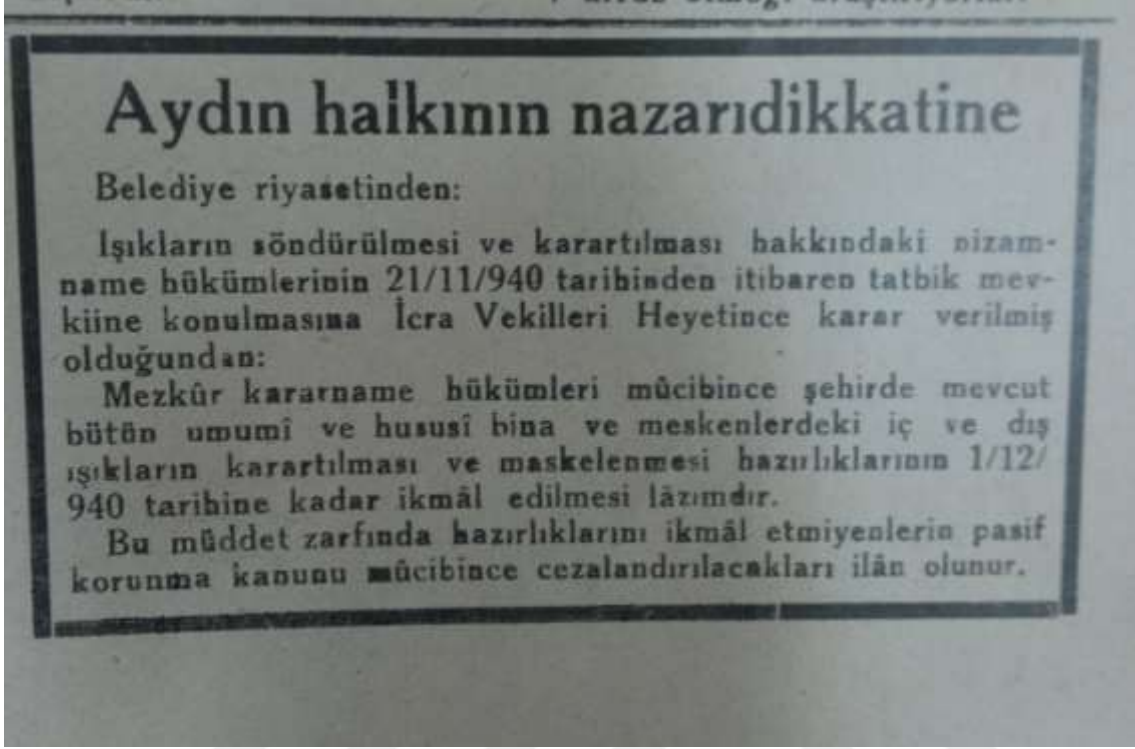 Aydın halkının nazarıdikkatine
Belediye riyasetinden:
Işıkların söndürülmesi ve karartılması hakkındaki nizam-
name hükümlerinin 21/11/940 tarihinden itibaren tatbik mev-
kiine konulmasına İcra Vekilleri Heyetince karar verilmiş
olduğundan:
Mezkûr kararname hükümleri mûcibince şehirde mevcut
bütün umumî ve hususî bina ve meskenlerdeki iç ve dış
ışıkların karartılması ve maskelenmesi hazırlıklarının 1/12/
940 tarihine kadar ikmâl edilmesi lâzımdır.
Bu müddet zarfında hazırlıklarını ikmâl etmiyenlerin pasif
korunma kanunu mûcibince cezalandırılacakları ilân olunur.